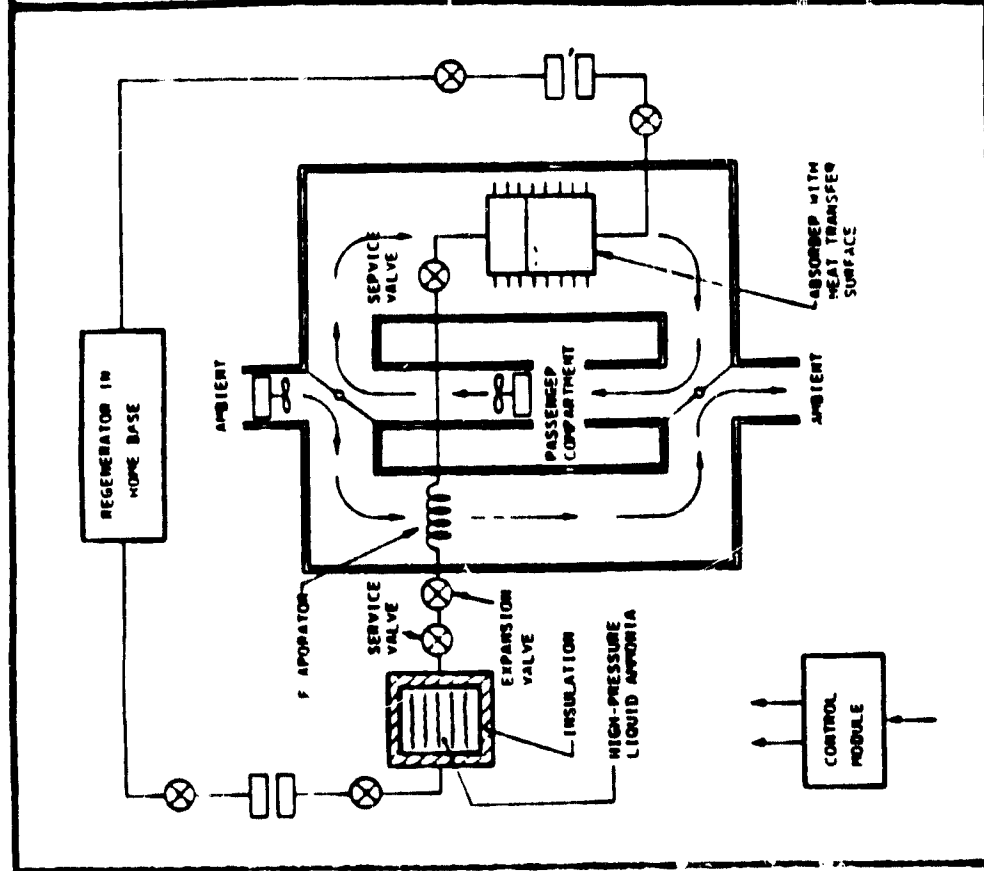 REGENERATOR IN
HOME BASE
AMBIENT
SERVICE
VALVE
PASSENGER
COMPARTMENT
ABSORBER WITH
HEAT TRANSFER
SURFACE
AMBIENT
APORATOR
SERVICE
VALVE
EXPANSION
VALVE
INSULATION
HIGH-PRESSURE
LIQUID AMMONIA
CONTROL
MODULE